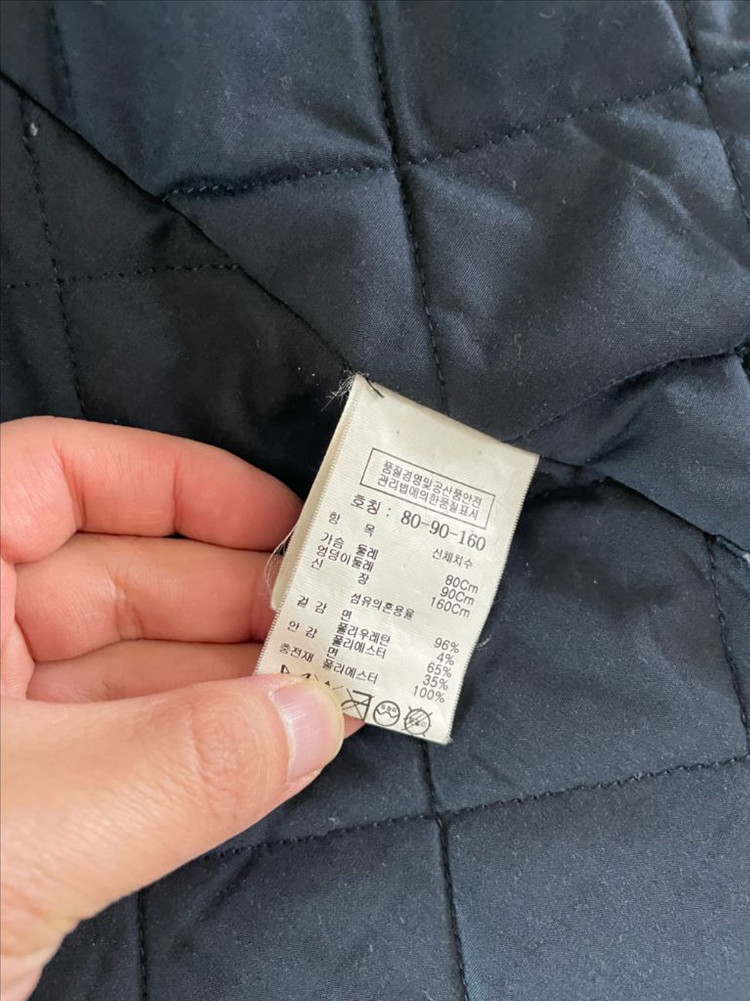 품질경영및공산품안전
관리법에의한품질표시
호칭 : 80-90-160
항 목 신체치수
가슴 둘레 80Cm
엉덩이둘레 90Cm
신 장 160Cm
섬유의혼용율
겉 감 면 96%
폴리우레탄 4%
안 감 폴리에스터 65%
면 35%
충전재 폴리에스터 100%